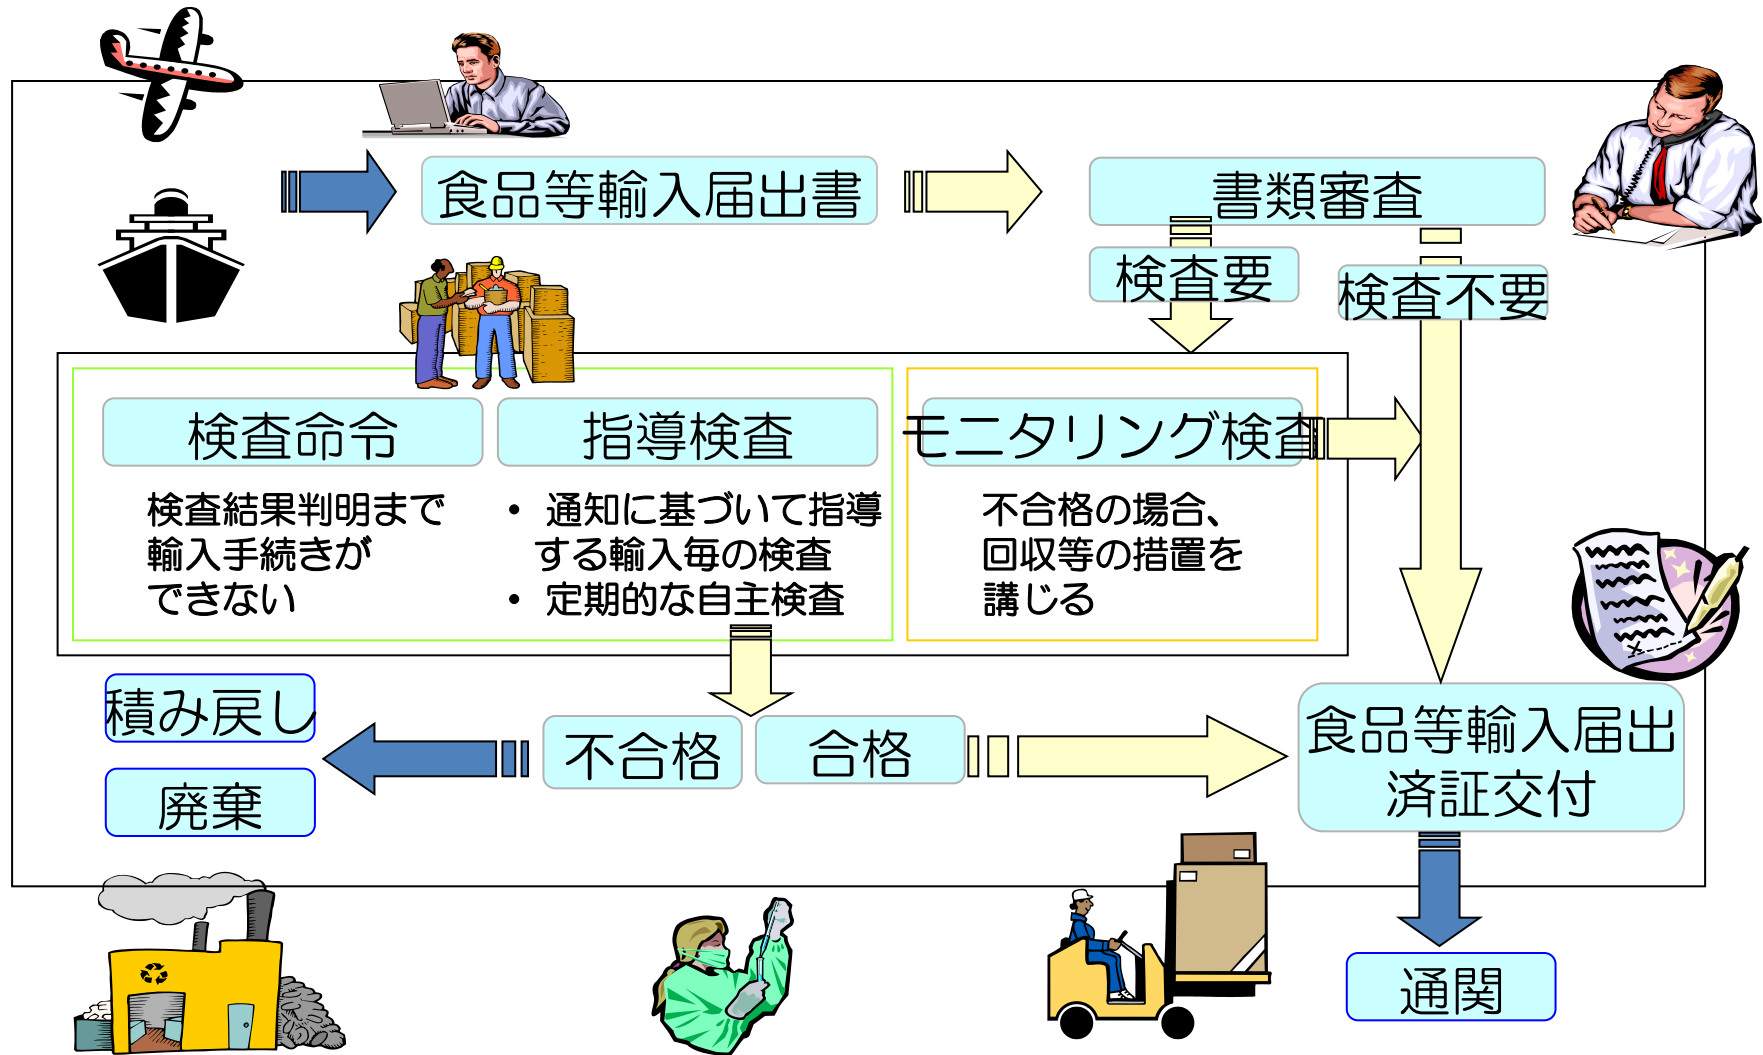 食品等輸入届出書
書類審査
検査要
検査不要
検査命令
検査結果判明まで
輸入手続きが
できない
指導検査
• 通知に基づいて指導
する輸入毎の検査
• 定期的な自主検査
モニタリング検査
不合格の場合、
回収等の措置を
講じる
積み戻し
廃棄
不合格
合格
食品等輸入届出
済証交付
通関